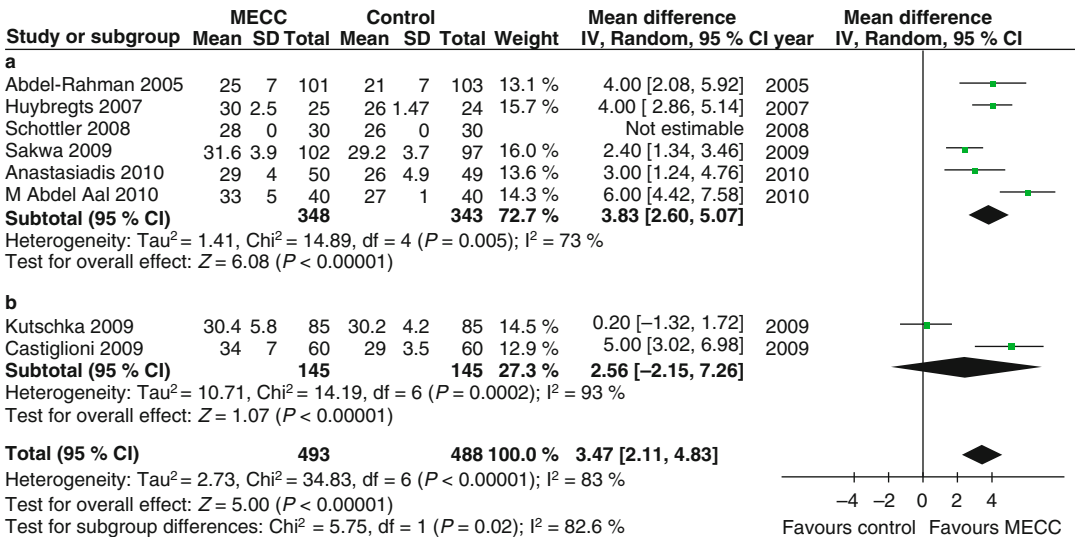 MECC Control Mean difference Mean difference
Study or subgroup Mean SD Total Mean SD Total Weight IV, Random, 95 % CI year IV, Random, 95 % CI
a
Abdel-Rahman 2005 25 7 101 21 7 103 13.1 % 4.00 [2.08, 5.92] 2005
Huybregts 2007 30 2.5 25 26 1.47 24 15.7 % 4.00 [ 2.86, 5.14] 2007
Schottler 2008 28 0 30 26 0 30 Not estimable 2008
Sakwa 2009 31.6 3.9 102 29.2 3.7 97 16.0 % 2.40 [1.34, 3.46] 2009
Anastasiadis 2010 29 4 50 26 4.9 49 13.6 % 3.00 [1.24, 4.76] 2010
M Abdel Aal 2010 33 5 40 27 1 40 14.3 % 6.00 [4.42, 7.58] 2010
Subtotal (95 % CI) 348 343 72.7 % 3.83 [2.60, 5.07]
Heterogeneity: Tau² = 1.41, Chi² = 14.89, df = 4 (P = 0.005); I² = 73 %
Test for overall effect: Z = 6.08 (P < 0.00001)
b
Kutschka 2009 30.4 5.8 85 30.2 4.2 85 14.5 % 0.20 [−1.32, 1.72] 2009
Castiglioni 2009 34 7 60 29 3.5 60 12.9 % 5.00 [3.02, 6.98] 2009
Subtotal (95 % CI) 145 145 27.3 % 2.56 [−2.15, 7.26]
Heterogeneity: Tau² = 10.71, Chi² = 14.19, df = 6 (P = 0.0002); I² = 93 %
Test for overall effect: Z = 1.07 (P < 0.00001)
Total (95 % CI) 493 488 100.0 % 3.47 [2.11, 4.83]
Heterogeneity: Tau² = 2.73, Chi² = 34.83, df = 6 (P < 0.00001); I² = 83 %
Test for overall effect: Z = 5.00 (P < 0.00001)
Test for subgroup differences: Chi² = 5.75, df = 1 (P = 0.02); I² = 82.6 %
−4 −2 0 2 4
Favours control Favours MECC